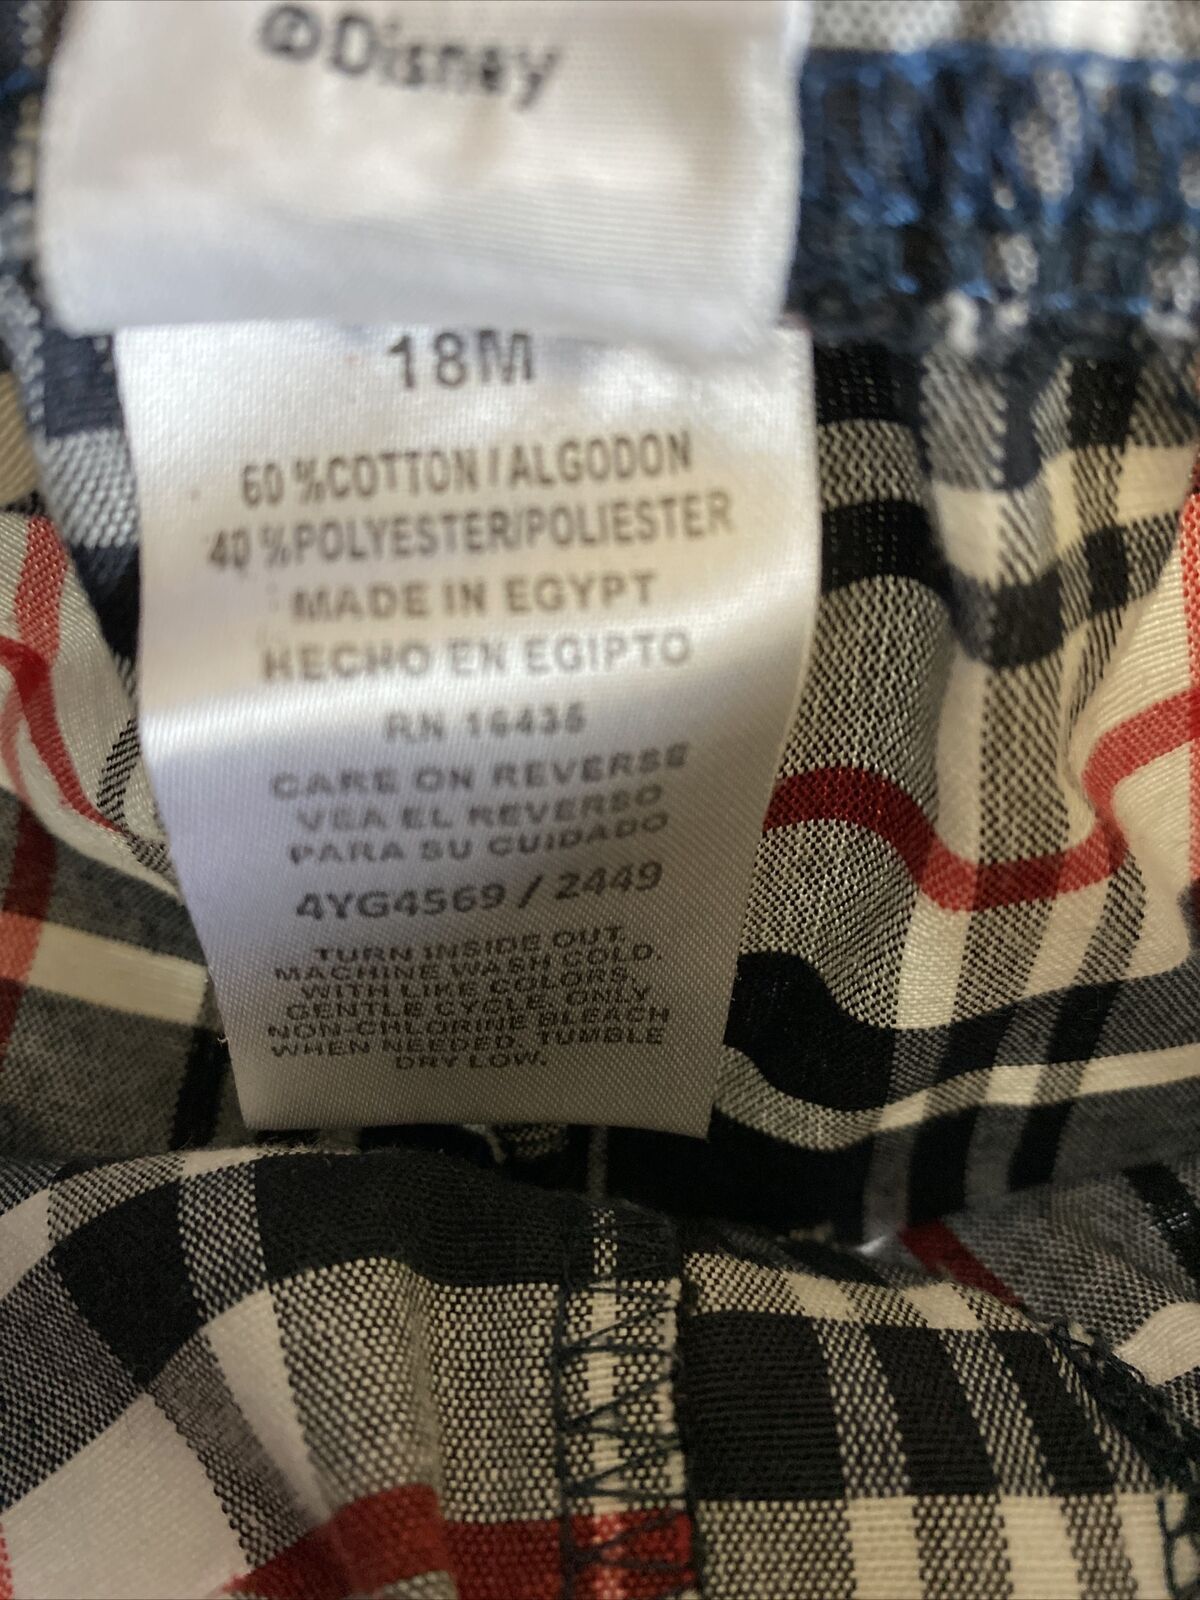 ©Disney
18M
60%COTTON/ALGODON
40%POLYESTER/POLIESTER
MADE IN EGYPT
HECHO EN EGIPTO
RN 16435
CARE ON REVERSE
VEA EL REVERSO
PARA SU CUIDADO
4YG4569 / 2449
TURN INSIDE OUT,
MACHINE WASH COLD.
WITH LIKE COLORS,
GENTLE CYCLE, ONLY
NON-CHLORINE BLEACH
WHEN NEEDED. TUMBLE
DRY LOW.